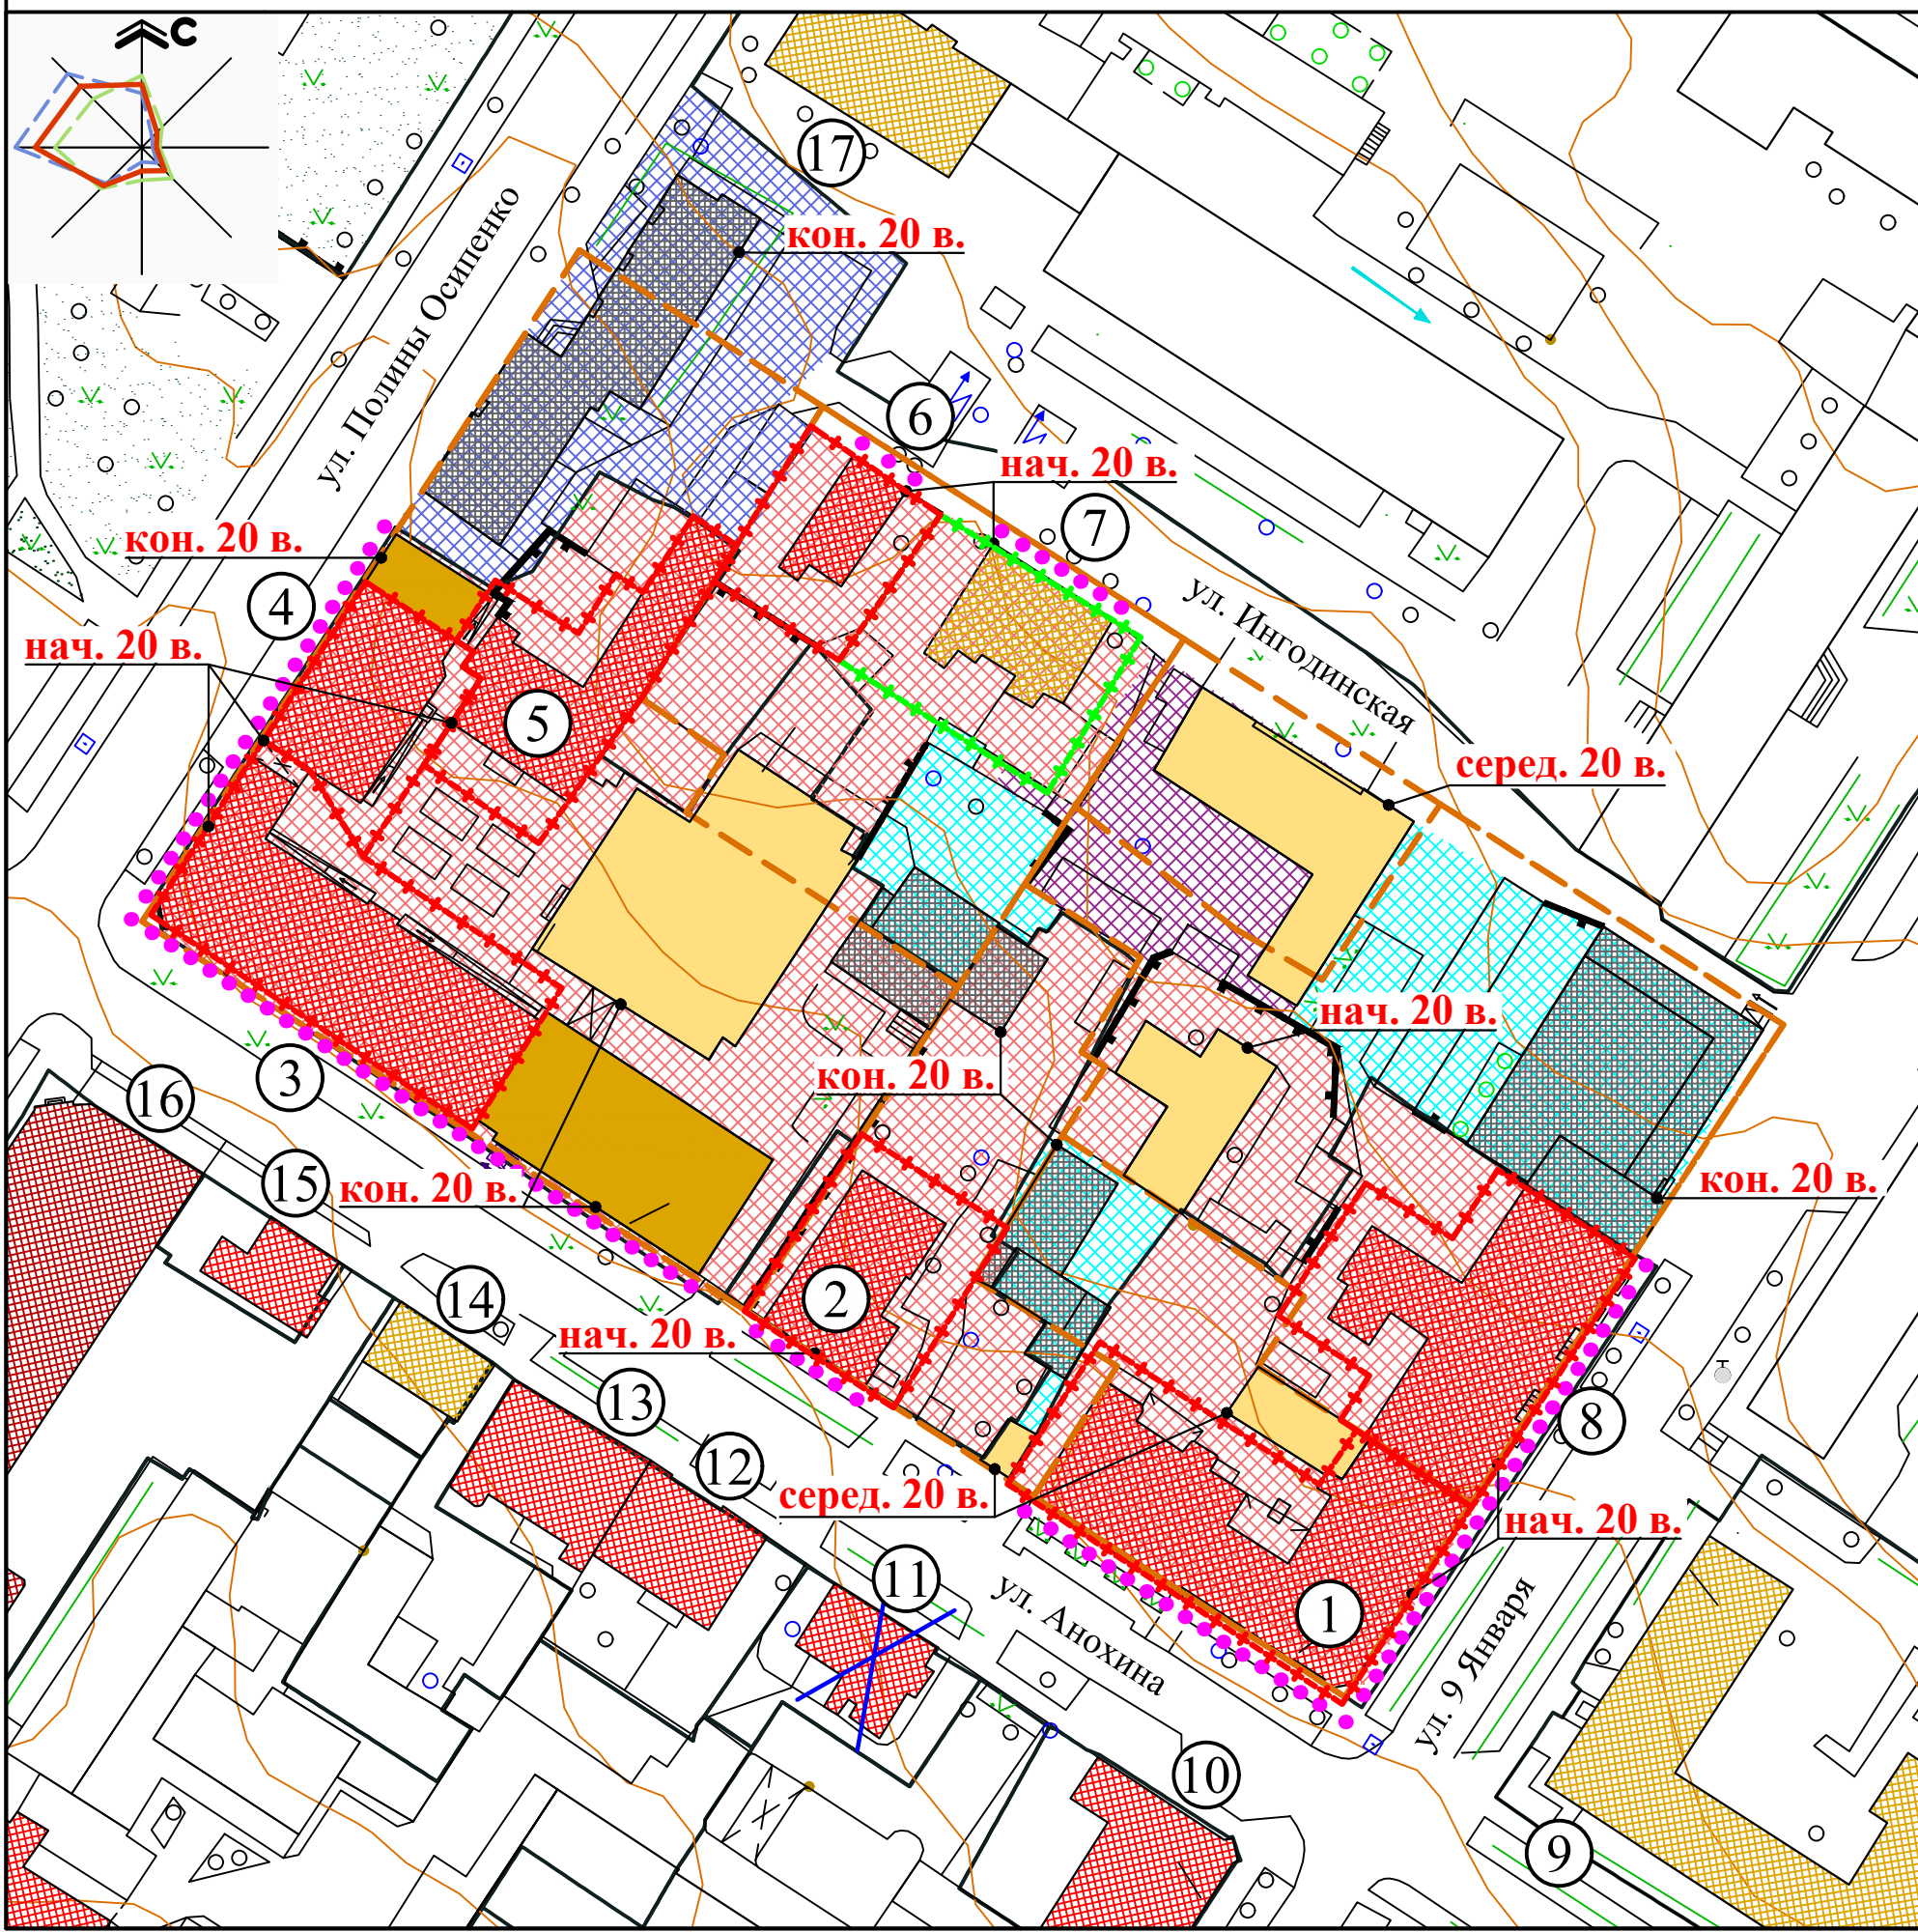 С
17
кон. 20 в.
ул. Полины Осипенко
6
нач. 20 в.
7
кон. 20 в.
4
ул. Ингодинская
нач. 20 в.
5
серед. 20 в.
нач. 20 в.
3
кон. 20 в.
16
15
кон. 20 в.
кон. 20 в.
14
2
нач. 20 в.
13
8
12
серед. 20 в.
нач. 20 в.
11
ул. Анохина
1
ул. 9 Января
10
9